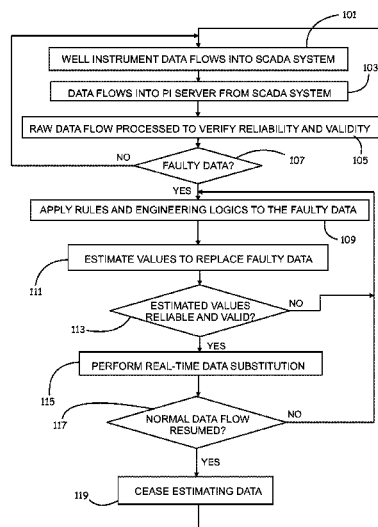 101
WELL INSTRUMENT DATA FLOWS INTO SCADA SYSTEM
103
DATA FLOWS INTO PI SERVER FROM SCADA SYSTEM
RAW DATA FLOW PROCESSED TO VERIFY RELIABILITY AND VALIDITY
105
NO
FAULTY DATA?
107
YES
APPLY RULES AND ENGINEERING LOGICS TO THE FAULTY DATA
109
ESTIMATE VALUES TO REPLACE FAULTY DATA
111
ESTIMATED VALUES
RELIABLE AND VALID?
NO
113
YES
PERFORM REAL-TIME DATA SUBSTITUTION
115
117
NORMAL DATA FLOW
RESUMED?
NO
YES
CEASE ESTIMATING DATA
119